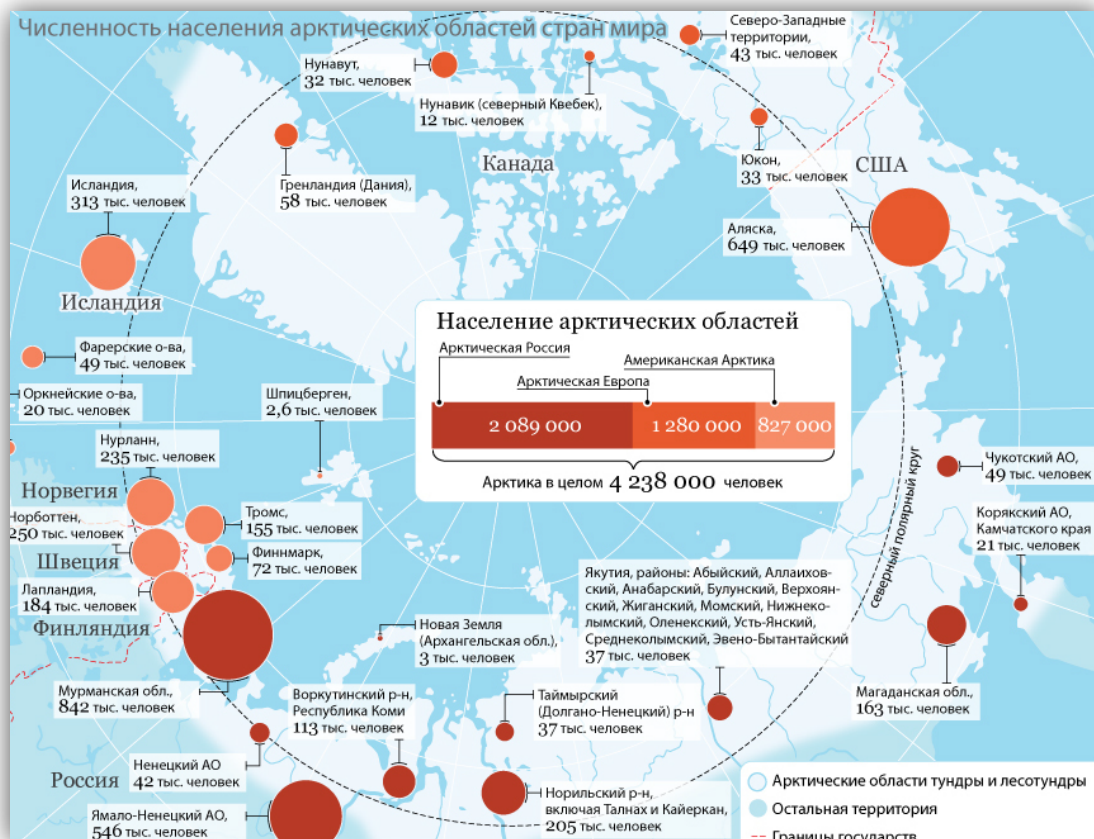 Численность населения арктических областей стран мира
Северо-Западные
территории,
43 тыс. человек
Нунавут,
32 тыс. человек
Нунавик (северный Квебек),
12 тыс. человек
Канада
Юкон,
33 тыс. человек
США
Исландия,
313 тыс. человек
Гренландия (Дания),
58 тыс. человек
Аляска,
649 тыс. человек
Исландия
Население арктических областей
Арктическая Россия
Американская Арктика
Арктическая Европа
2 089 000
1 280 000
827 000
Арктика в целом 4 238 000 человек
Фарерские о-ва,
49 тыс. человек
Оркнейские о-ва,
20 тыс. человек
Шпицберген,
2,6 тыс. человек
Нурланн,
235 тыс. человек
Норвегия
Норботтен,
250 тыс. человек
Тромс,
155 тыс. человек
Швеция
Финнмарк,
72 тыс. человек
Лапландия,
184 тыс. человек
Финляндия
северный полярный круг
Чукотский АО,
49 тыс. человек
Корякский АО,
Камчатского края
21 тыс. человек
Якутия, районы: Абыйский, Аллаихов-
ский, Анабарский, Булунский, Верхоян-
ский, Жиганский, Момский, Нижнеко-
лымский, Оленекский, Усть-Янский,
Среднеколымский, Эвено-Бытантайский
37 тыс. человек
Новая Земля
(Архангельская обл.),
3 тыс. человек
Мурманская обл.,
842 тыс. человек
Воркутинский р-н,
Республика Коми
113 тыс. человек
Таймырский
(Долгано-Ненецкий) р-н
37 тыс. человек
Магаданская обл.,
163 тыс. человек
Ненецкий АО
42 тыс. человек
Россия
Ямало-Ненецкий АО,
546 тыс. человек
Норильский р-н,
включая Талнах и Кайеркан,
205 тыс. человек
Арктические области тундры и лесотундры
Остальная территория
Границы государств